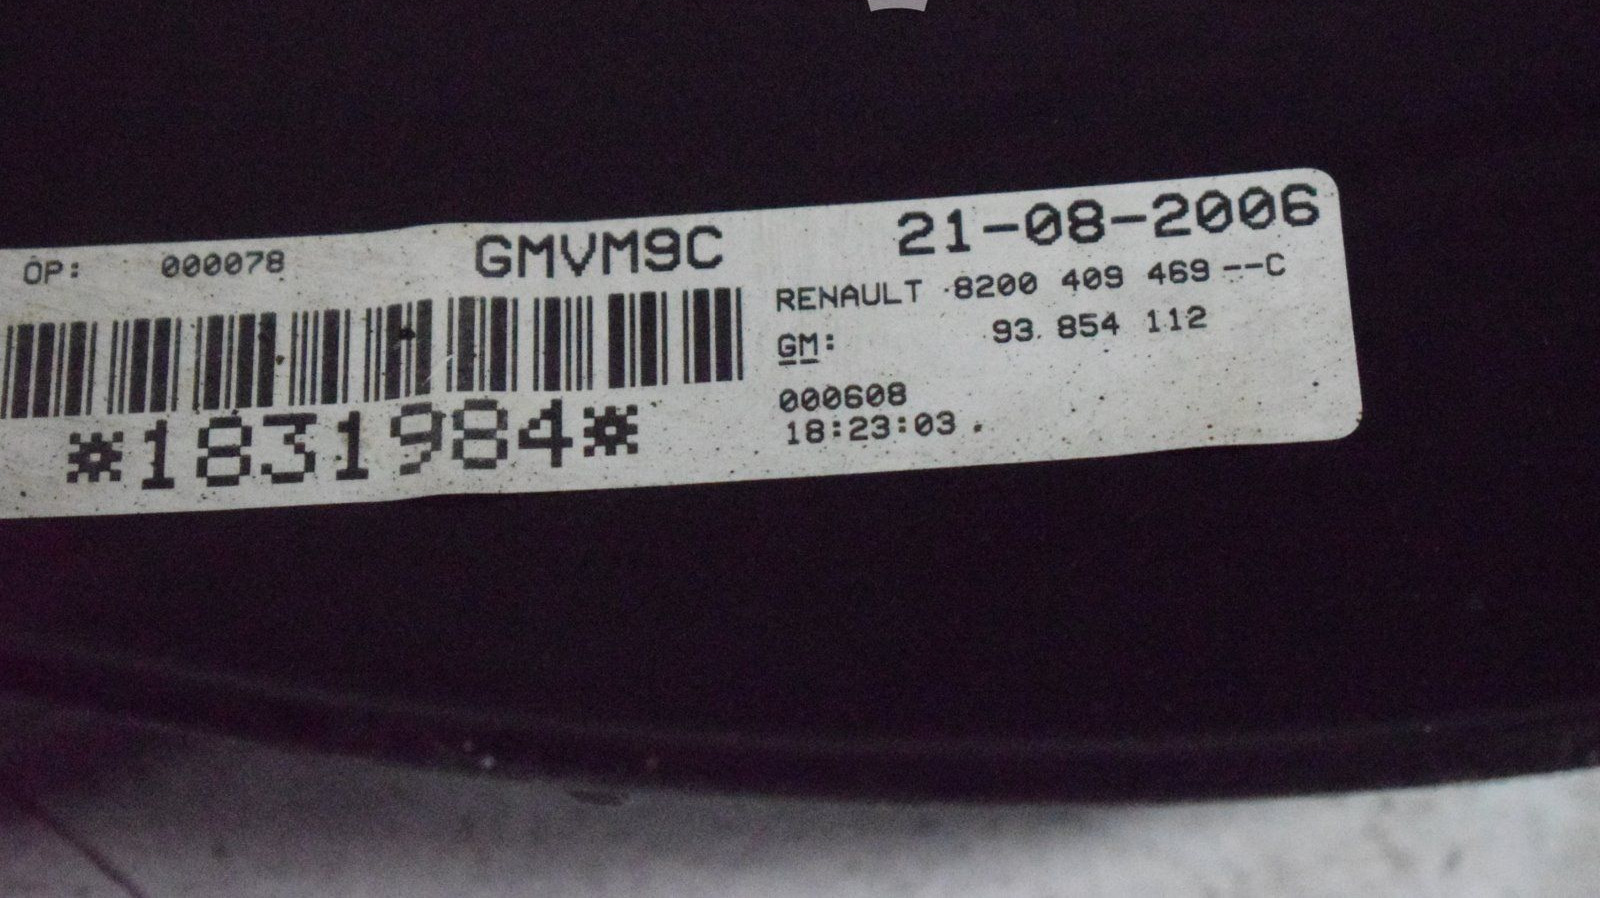 OP: 000078 GMVM9C 21-08-2006
RENAULT 8200 409 469--C
GM: 93.854 112
*1831984*
000608
18:23:03